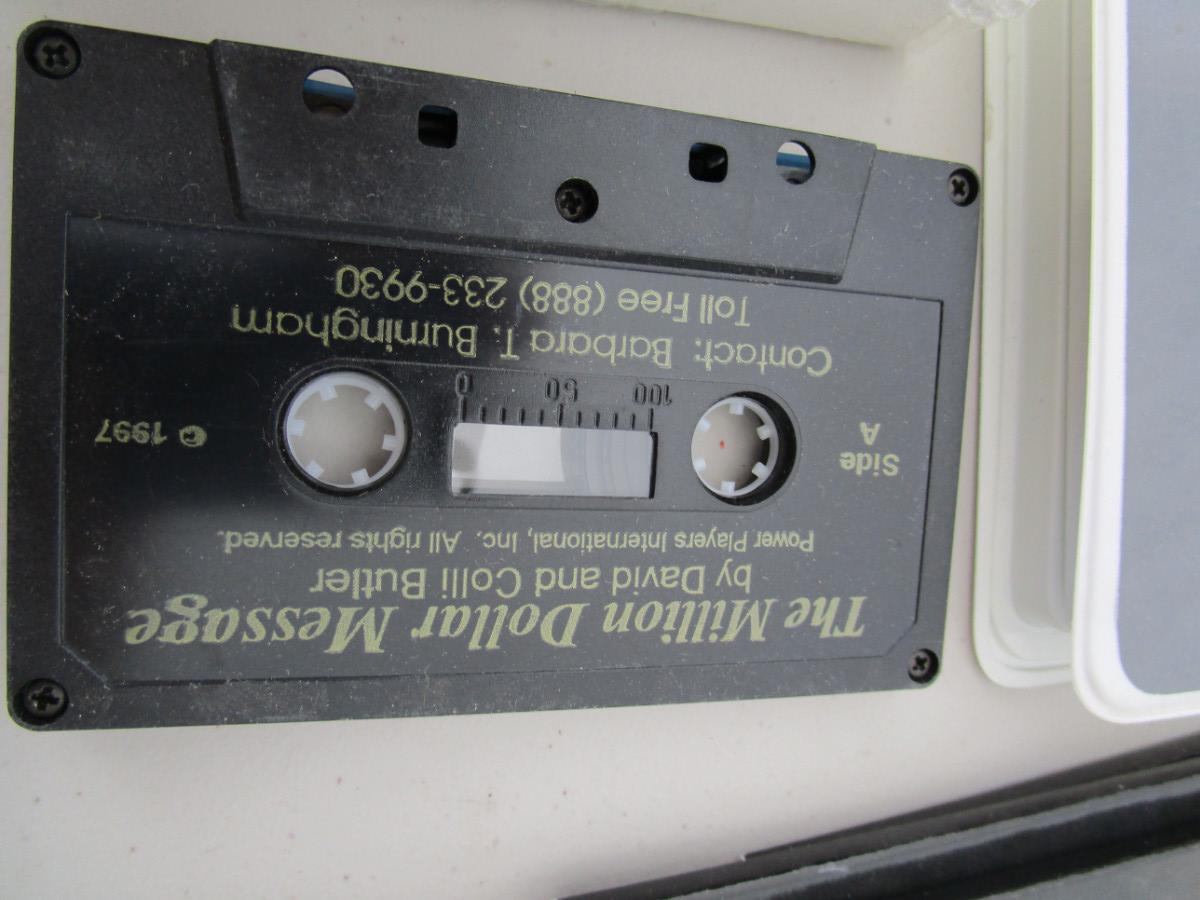 The Million Dollar Message
by David and Colli Butler
Power Players International, Inc. All rights reserved.
Side
A
© 1997
100 50 0
Contact: Barbara T. Burningham
Toll Free (888) 233-9930